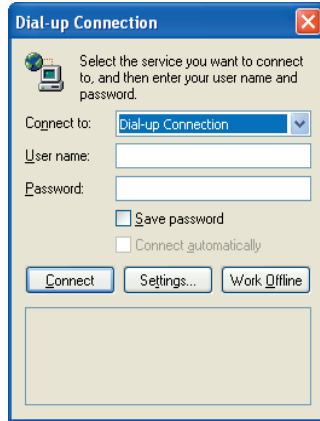 Dial-up Connection
Select the service you want to connect
to, and then enter your user name and
password.
Connect to: Dial-up Connection
User name:
Password:
Save password
Connect automatically
Connect Settings... Work Offline